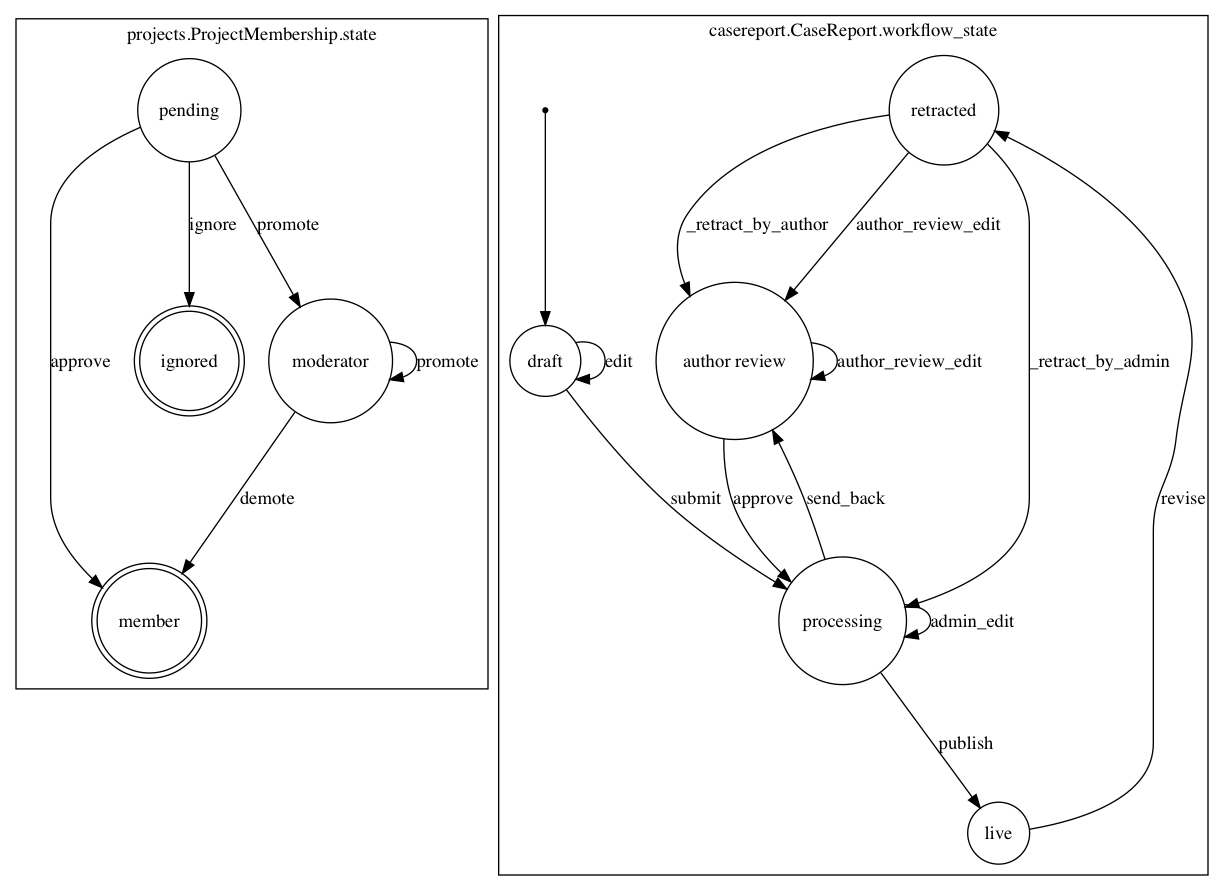 projects.ProjectMembership.state
pending
ignore
promote
approve
ignored
moderator
promote
demote
member
casereport.CaseReport.workflow_state
retracted
_retract_by_author
author_review_edit
draft
edit
author review
author_review_edit
_retract_by_admin
submit
approve
send_back
revise
processing
admin_edit
publish
live